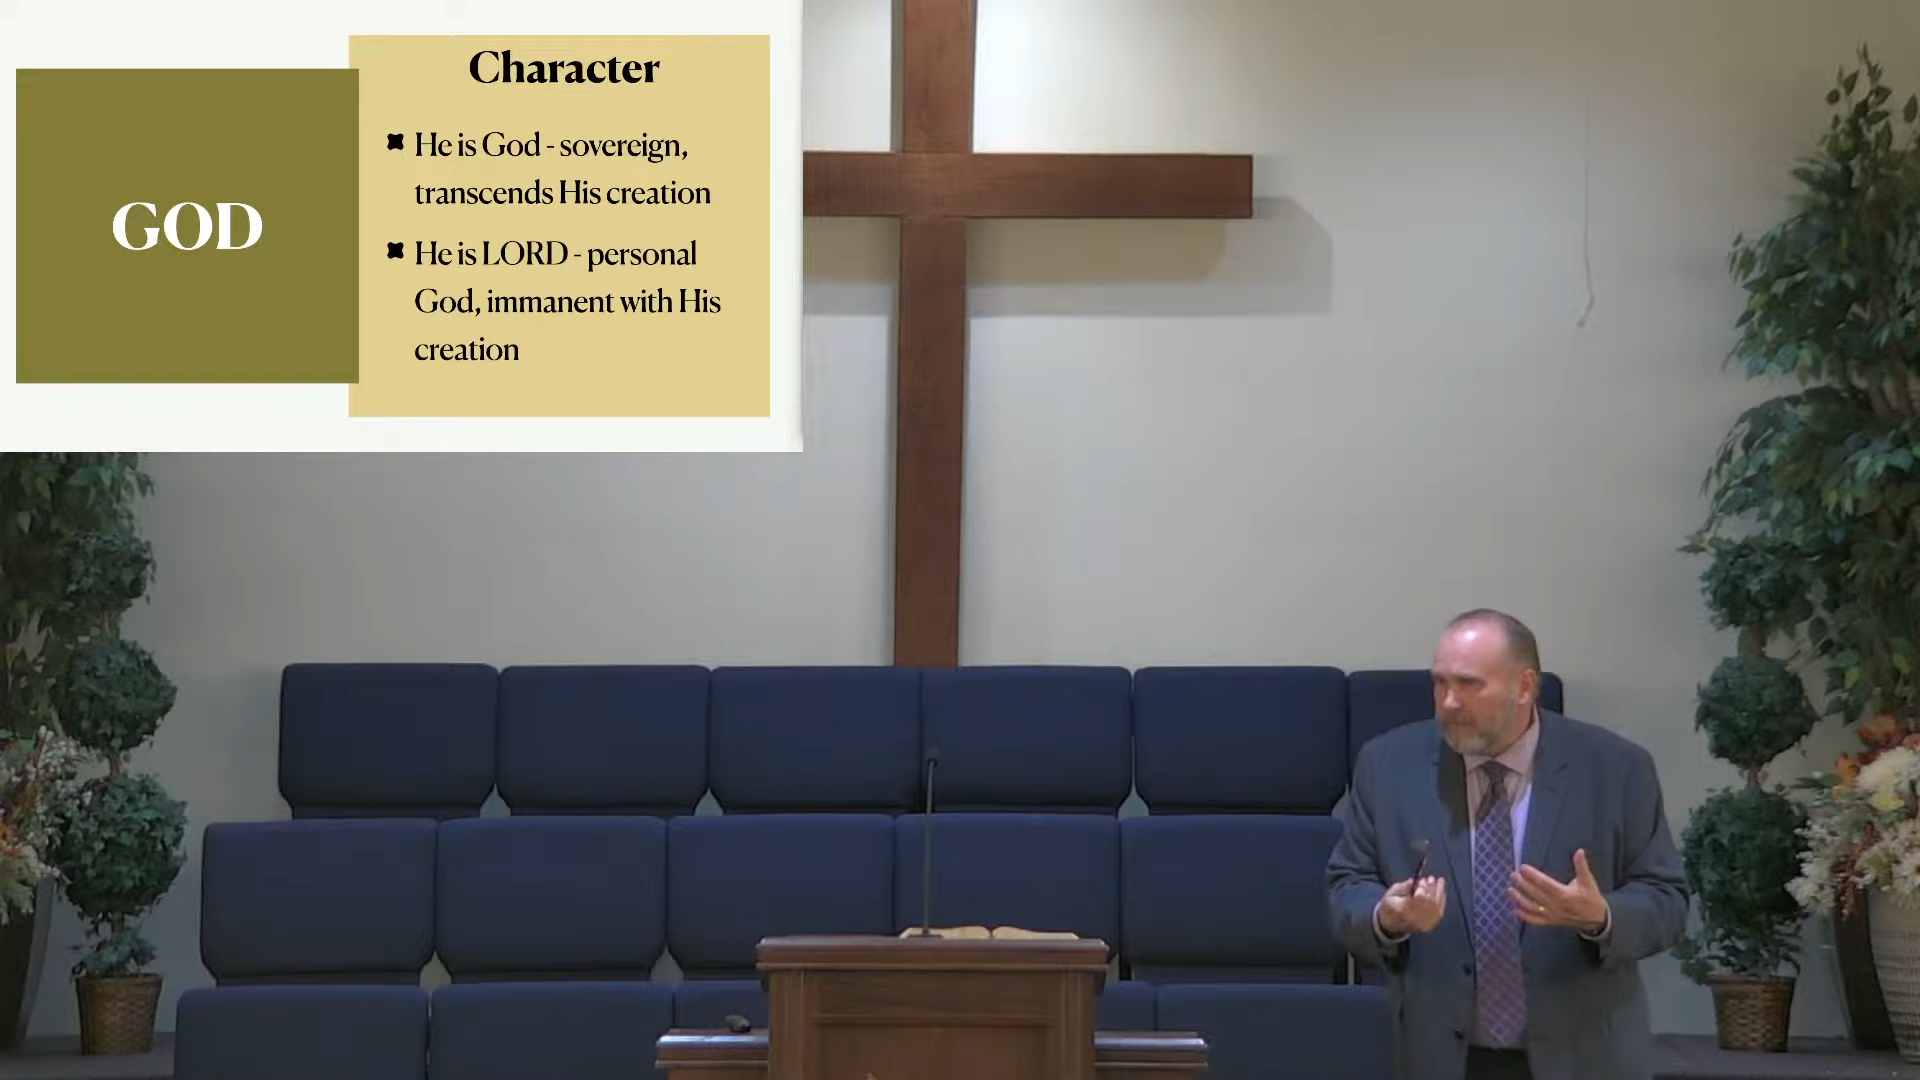 GOD
Character
He is God - sovereign,
transcends His creation
He is LORD - personal
God, immanent with His
creation